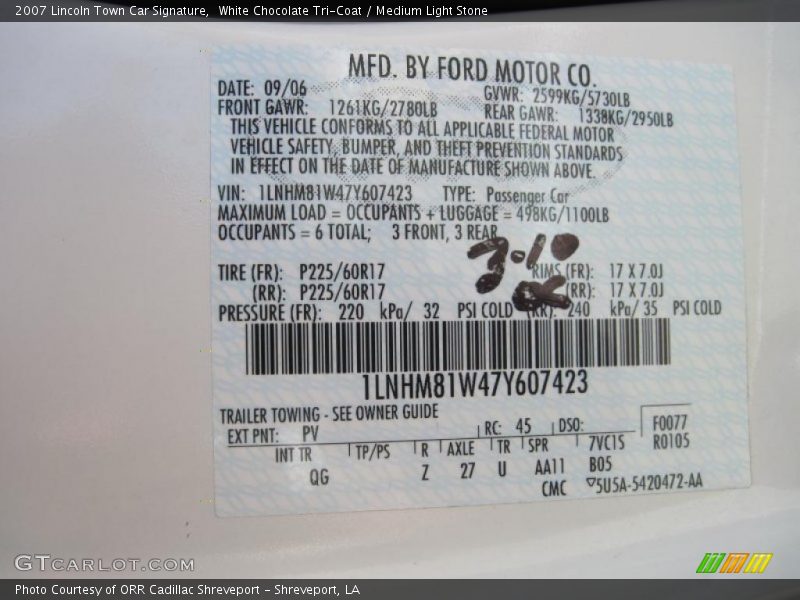 2007 Lincoln Town Car Signature,  White Chocolate Tri-Coat / Medium Light Stone
MFD. BY FORD MOTOR CO.
DATE: 09/06 GVWR: 2599KG/5730LB
FRONT GAWR: 1261KG/2780LB REAR GAWR: 1338KG/2950LB
THIS VEHICLE CONFORMS TO ALL APPLICABLE FEDERAL MOTOR
VEHICLE SAFETY, BUMPER, AND THEFT PREVENTION STANDARDS
IN EFFECT ON THE DATE OF MANUFACTURE SHOWN ABOVE.
VIN: 1LNHM81W47Y607423 TYPE: Passenger Car
MAXIMUM LOAD = OCCUPANTS + LUGGAGE = 498KG/1100LB
OCCUPANTS = 6 TOTAL; 3 FRONT, 3 REAR
3-10
TIRE (FR): P225/60R17 RIMS (FR): 17 X 7.0J
(RR): P225/60R17 (RR): 17 X 7.0J
PRESSURE (FR): 220 kPa/ 32 PSI COLD (RR): 240 kPa/ 35 PSI COLD
1LNHM81W47Y607423
TRAILER TOWING - SEE OWNER GUIDE
EXT PNT: PV RC: 45 DSO: F0077
INT TR TP/PS R AXLE TR SPR 7VC15 R0105
QG Z 27 U AA11 B05
CMC ▽5U5A-5420472-AA
GTCARLOT.COM
Photo Courtesy of ORR Cadillac Shreveport - Shreveport, LA